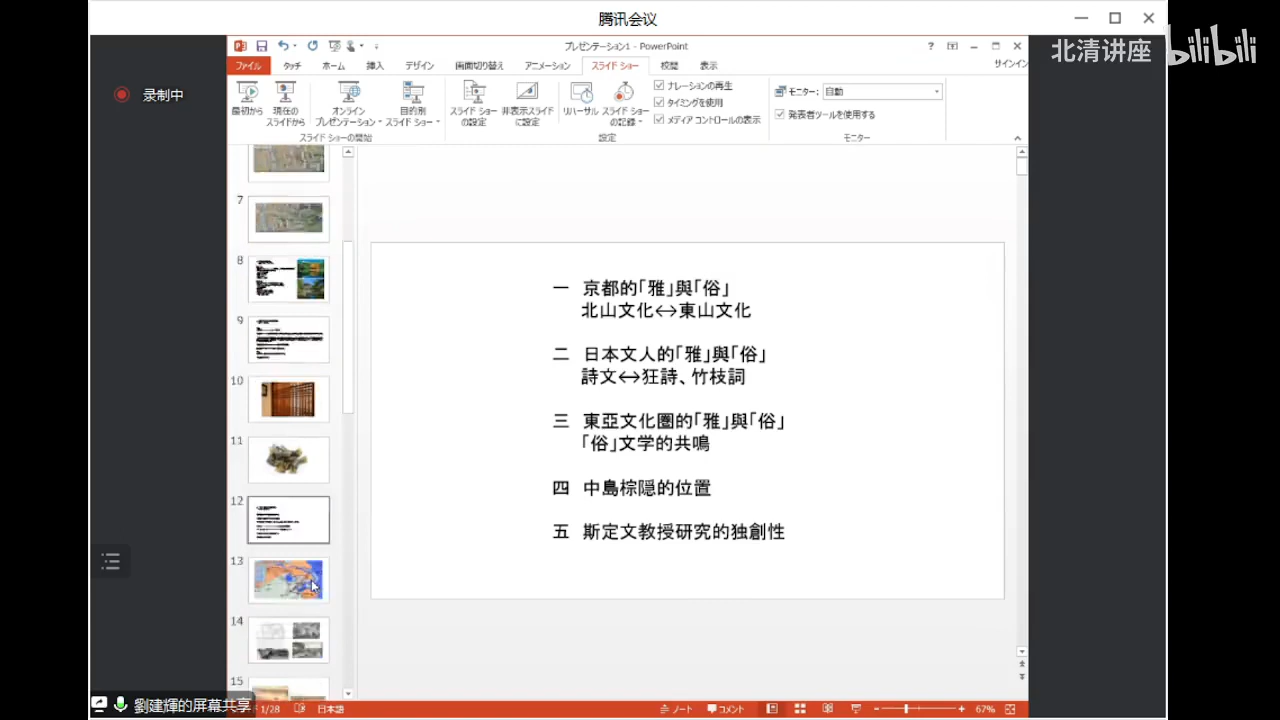 腾讯会议
北清讲座 bilibili
录制中
プレゼンテーション1 - PowerPoint
ファイル タッチ ホーム 挿入 デザイン 画面切り替え アニメーション スライド ショー 校閲 表示 サインイン
最初から 現在のスライドから オンラインプレゼンテーション 目的別スライド ショー スライド ショーの設定 非表示スライドに設定 リハーサル スライド ショーの記録
ナレーションの再生
タイミングを使用
メディア コントロールの表示
モニター: 自動
発表者ツールを使用する
スライド ショーの開始 設定 モニター
7
8
9
10
11
12
13
14
15
一 京都的「雅」與「俗」
北山文化↔東山文化
二 日本文人的「雅」與「俗」
詩文↔狂詩、竹枝詞
三 東亞文化圏的「雅」與「俗」
「俗」文学的共鳴
四 中島棕隠的位置
五 斯定文教授研究的独創性
劉建輝的屏幕共享
1/28 日本語 ノート コメント 67%